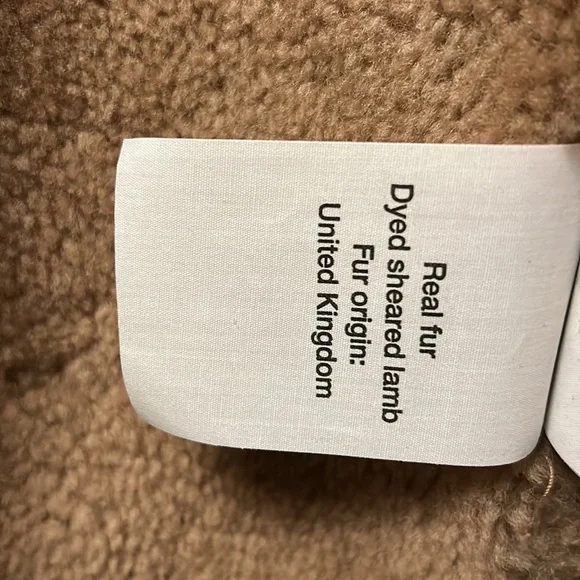 Real fur
Dyed sheared lamb
Fur origin:
United Kingdom